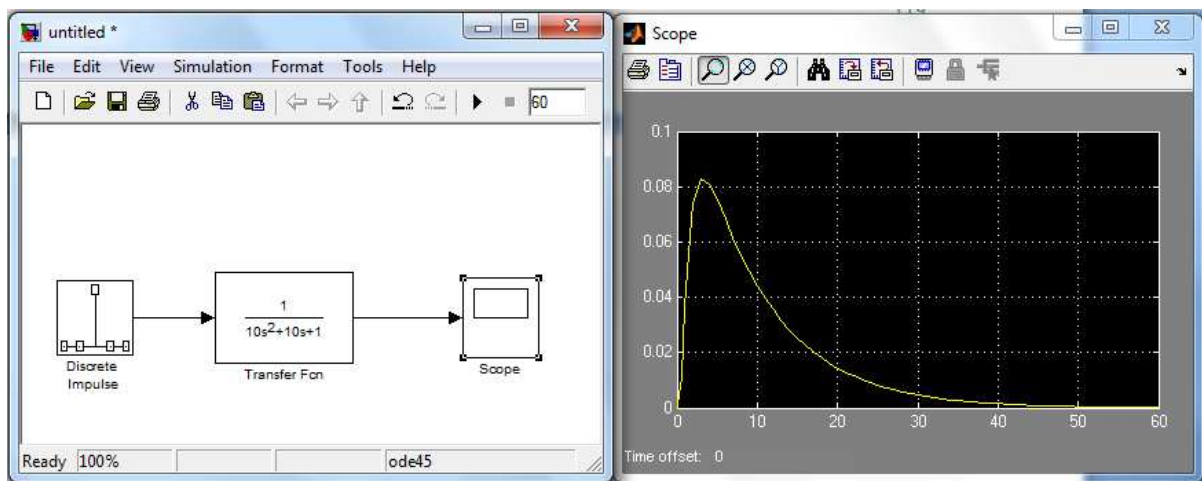 untitled *
File Edit View Simulation Format Tools Help
60
Discrete
Impulse
1
10s²+10s+1
Transfer Fcn
Scope
Ready 100% ode45
Scope
0.1
0.08
0.06
0.04
0.02
0
0 10 20 30 40 50 60
Time offset: 0